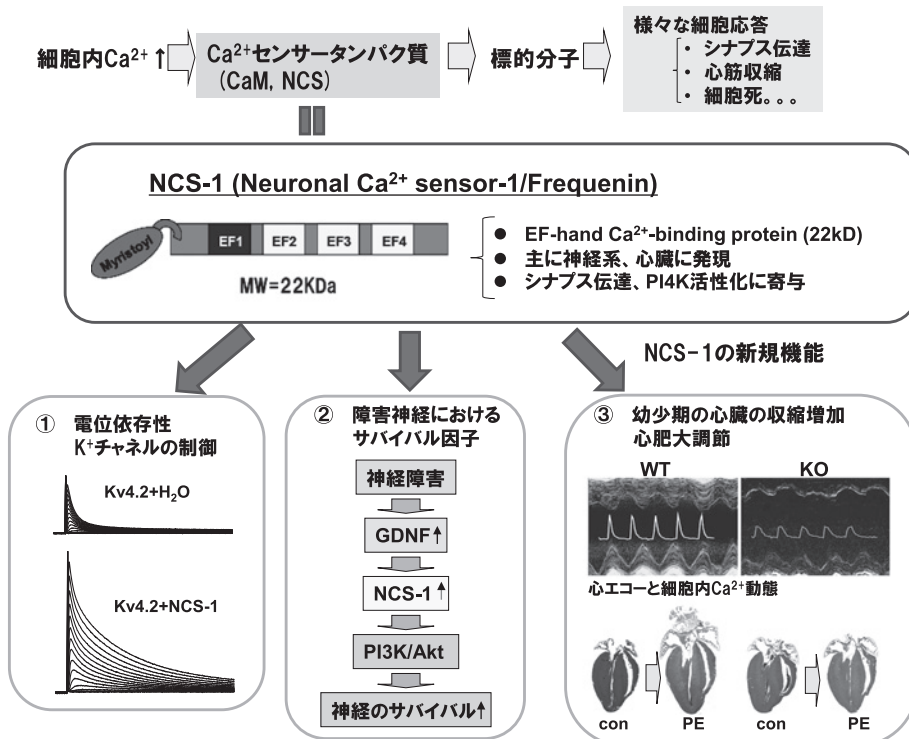 細胞内Ca²⁺ ↑
Ca²⁺センサータンパク質
(CaM, NCS)
標的分子
様々な細胞応答
・ シナプス伝達
・ 心筋収縮
・ 細胞死。。。
NCS-1 (Neuronal Ca²⁺ sensor-1/Frequenin)
Myristoyl
EF1 EF2 EF3 EF4
MW=22KDa
● EF-hand Ca²⁺-binding protein (22kD)
● 主に神経系、心臓に発現
● シナプス伝達、PI4K活性化に寄与
NCS-1の新規機能
① 電位依存性
K⁺チャネルの制御
Kv4.2+H₂O
Kv4.2+NCS-1
② 障害神経における
サバイバル因子
神経障害
GDNF↑
NCS-1↑
PI3K/Akt
神経のサバイバル↑
③ 幼少期の心臓の収縮増加
心肥大調節
WT KO
心エコーと細胞内Ca²⁺動態
con PE con PE